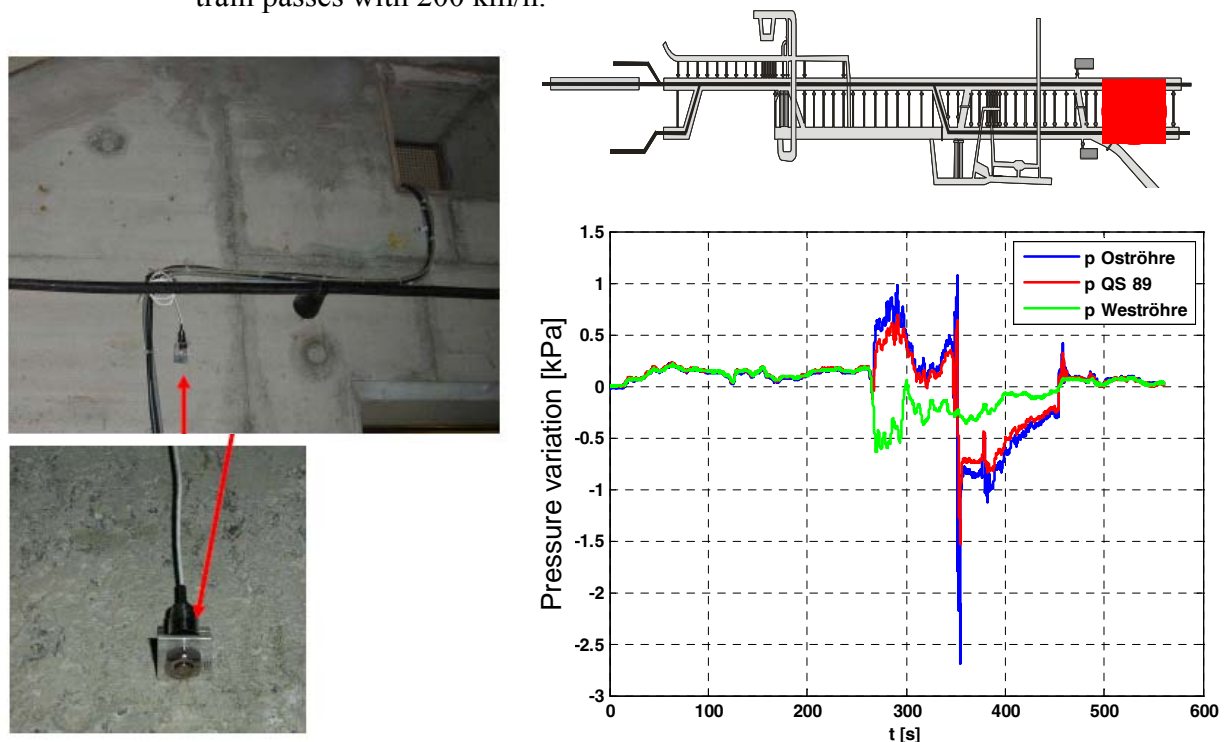 train passes with 200 km/h.
1.5
1
0.5
0
-0.5
-1
-1.5
-2
-2.5
-3
Pressure variation [kPa]
p Oströhre
p QS 89
p Weströhre
0
100
200
300
400
500
600
t [s]